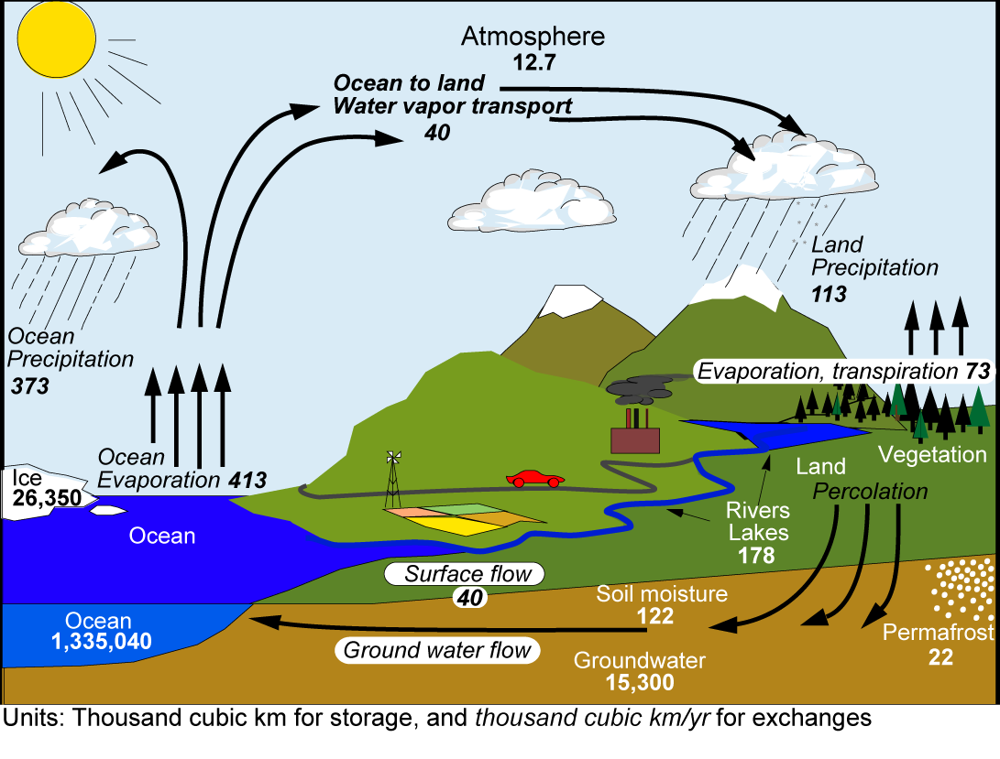 Atmosphere
12.7
Ocean to land
Water vapor transport
40
Land
Precipitation
113
Ocean
Precipitation
373
Evaporation, transpiration 73
Ocean
Evaporation 413
Ice
26,350
Vegetation
Land
Percolation
Ocean
Rivers
Lakes
178
Surface flow
40
Soil moisture
122
Ocean
1,335,040
Permafrost
22
Ground water flow
Groundwater
15,300
Units: Thousand cubic km for storage, and thousand cubic km/yr for exchanges